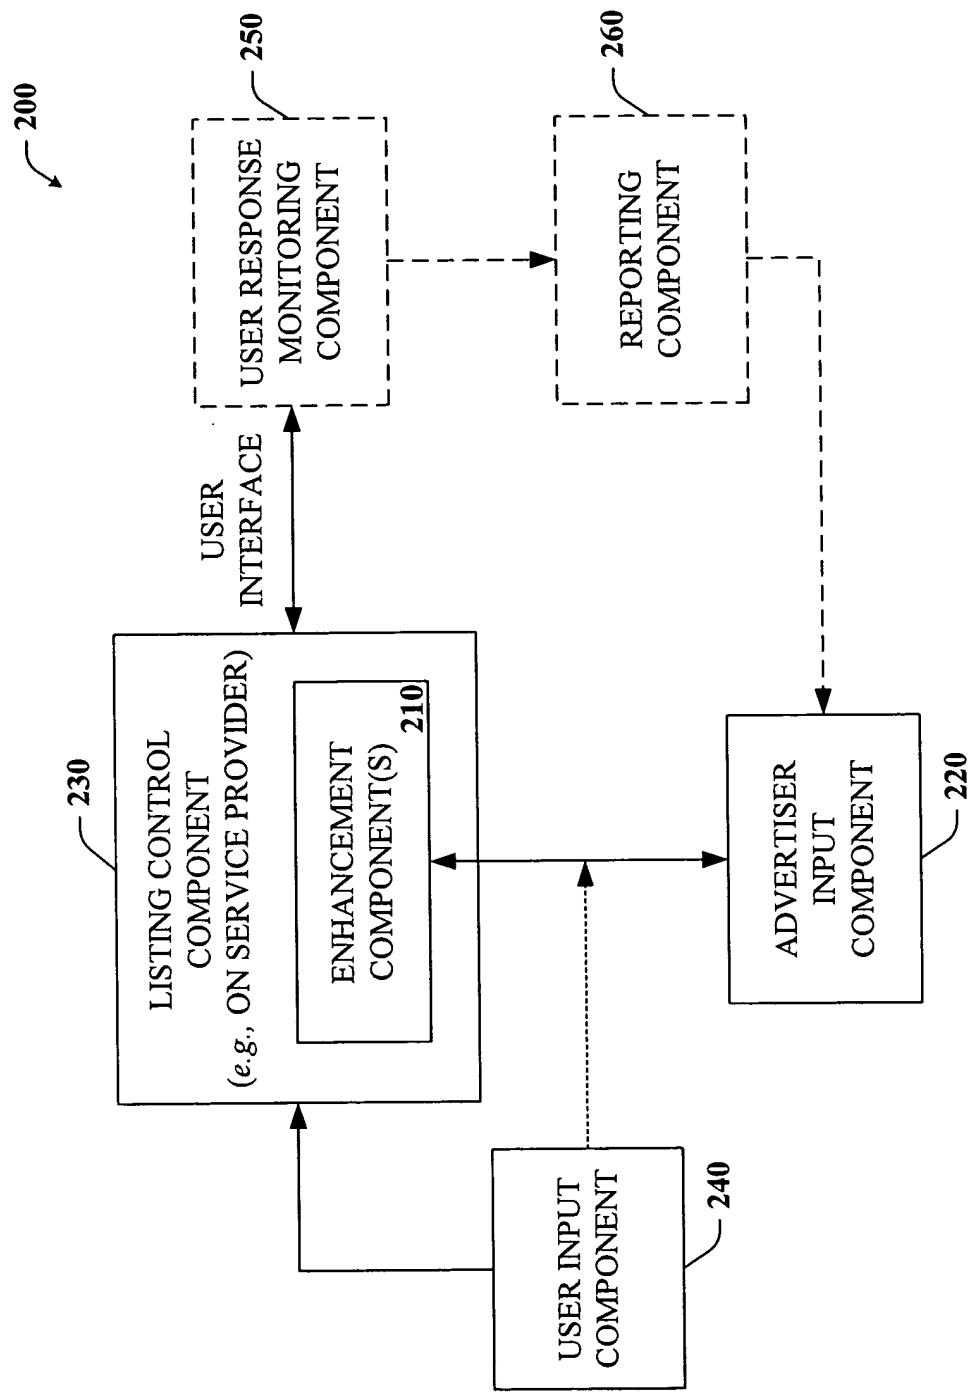 200
230
LISTING CONTROL
COMPONENT
(e.g., ON SERVICE PROVIDER)
ENHANCEMENT
COMPONENT(S)
210
USER
INTERFACE
250
USER RESPONSE
MONITORING
COMPONENT
260
REPORTING
COMPONENT
USER INPUT
COMPONENT
240
ADVERTISER
INPUT
COMPONENT
220